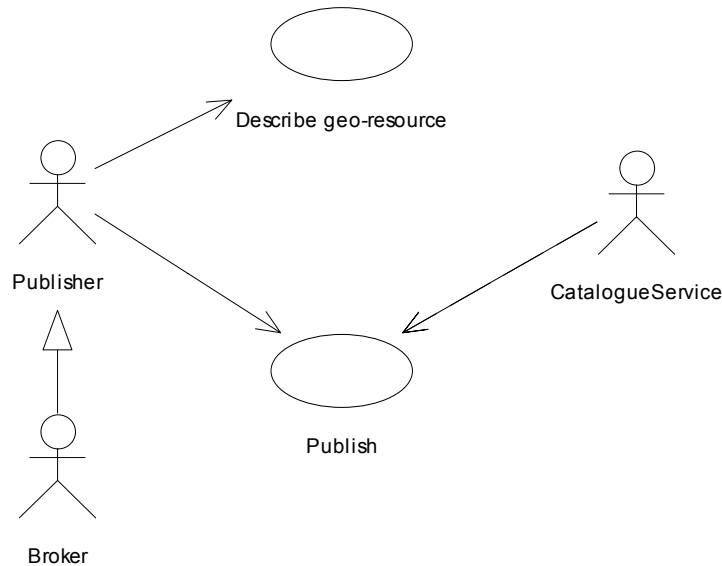 Describe geo-resource
Publisher
CatalogueService
Publish
Broker